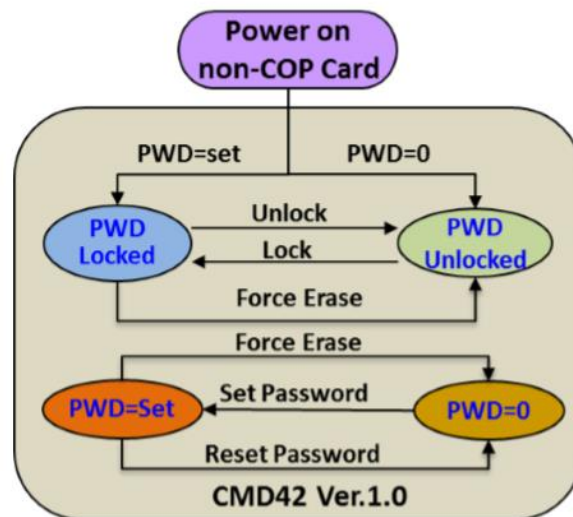 Power on
non-COP Card
PWD=set
PWD=0
PWD
Locked
Unlock
Lock
PWD
Unlocked
Force Erase
Force Erase
PWD=Set
Set Password
PWD=0
Reset Password
CMD42 Ver.1.0